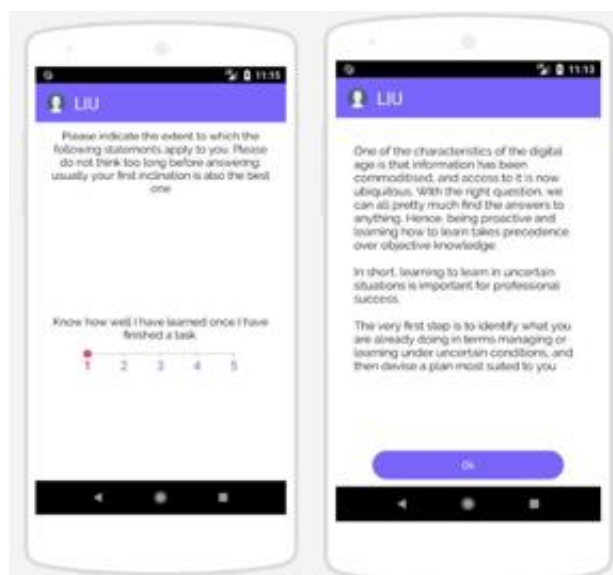 11:15
LIU
Please indicate the extent to which the
following statements apply to you. Please
do not think too long before answering;
usually your first inclination is also the best
one
Know how well I have learned once I have
finished a task
1 2 3 4 5
11:13
LIU
One of the characteristics of the digital
age is that information has been
commoditised, and access to it is now
ubiquitous. With the right question, we
can all pretty much find the answers to
anything. Hence, being proactive and
learning how to learn takes precedence
over objective knowledge.
In short, learning to learn in uncertain
situations is important for professional
success.
The very first step is to identify what you
are already doing in terms managing or
learning under uncertain conditions, and
then devise a plan most suited to you
Ok